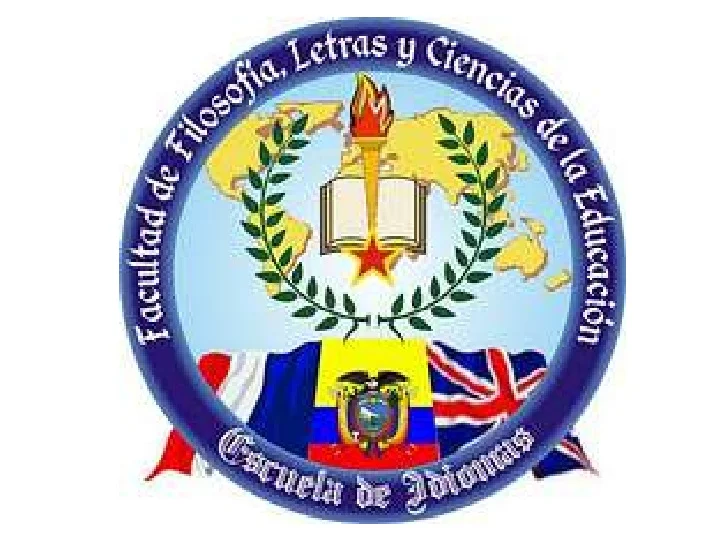 Facultad de Filosofía, Letras y Ciencias de la Educación
Escuela de Idiomas